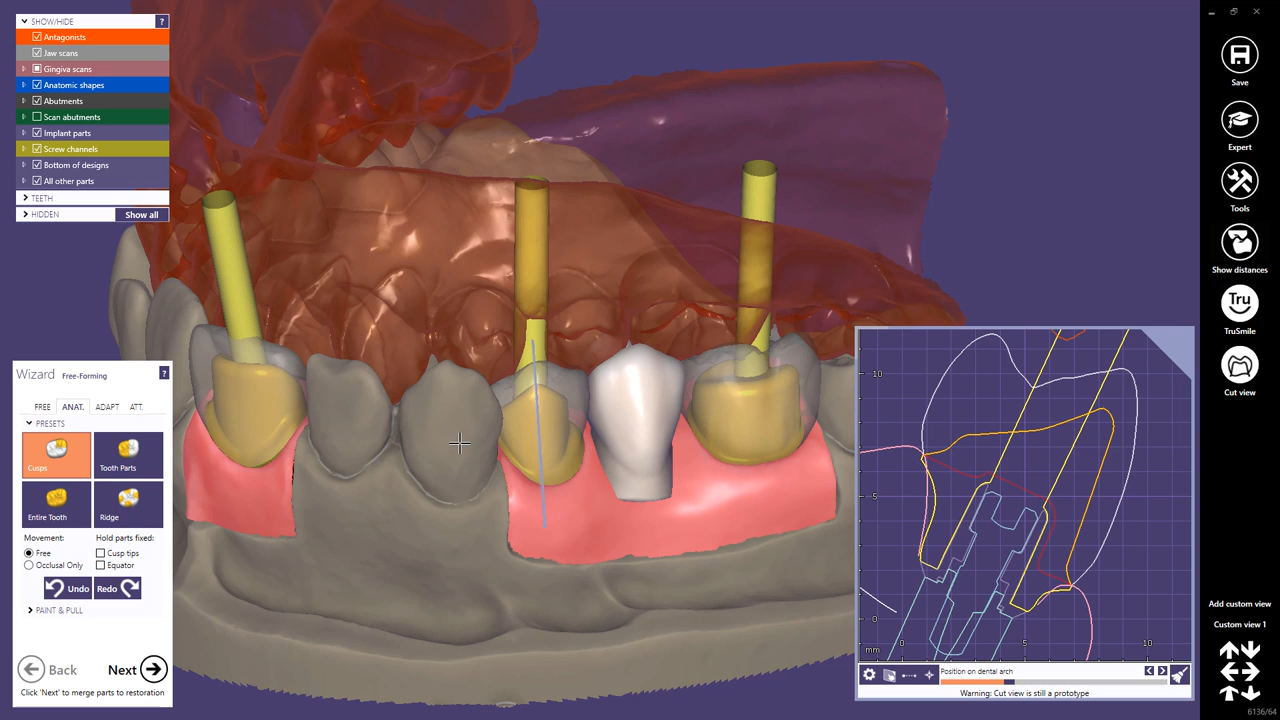 SHOW/HIDE ?
Antagonists
Jaw scans
Gingiva scans
Anatomic shapes
Abutments
Scan abutments
Implant parts
Screw channels
Bottom of designs
All other parts
TEETH
HIDDEN Show all
Wizard Free-Forming ?
FREE ANAT. ADAPT ATT.
PRESETS
Cusps Tooth Parts
Entire Tooth Ridge
Movement: Hold parts fixed:
Free Cusp tips
Occlusal Only Equator
Undo Redo
PAINT & PULL
Back Next
Click 'Next' to merge parts to restoration
10
5
0
mm 0 5 10
Position on dental arch
Warning: Cut view is still a prototype
Save
Expert
Tools
Show distances
Tru
TruSmile
Cut view
Add custom view
Custom view 1
6136/64